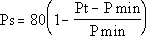 Ps = 80(1 - (Pt - P min) / (P min))